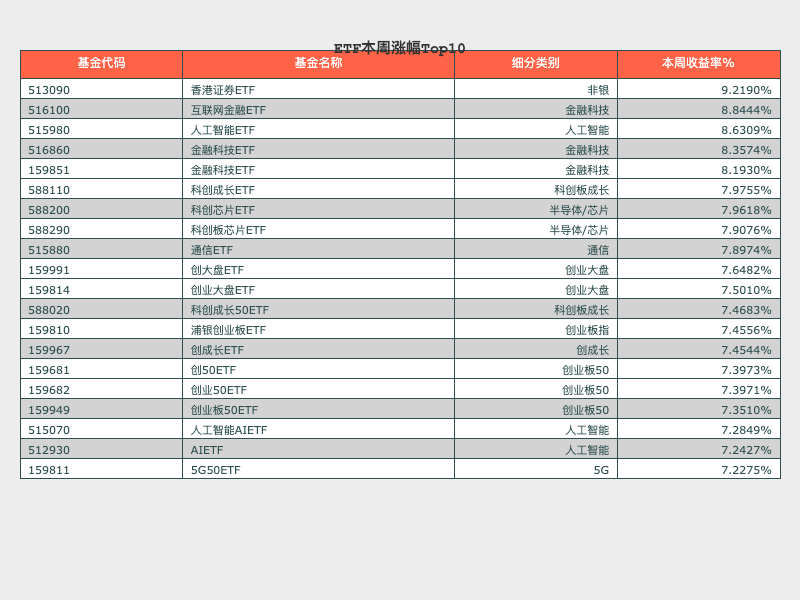 ETF本周涨幅Top10
基金代码 基金名称 细分类别 本周收益率%
513090 香港证券ETF 非银 9.2190%
516100 互联网金融ETF 金融科技 8.8444%
515980 人工智能ETF 人工智能 8.6309%
516860 金融科技ETF 金融科技 8.3574%
159851 金融科技ETF 金融科技 8.1930%
588110 科创成长ETF 科创板成长 7.9755%
588200 科创芯片ETF 半导体/芯片 7.9618%
588290 科创板芯片ETF 半导体/芯片 7.9076%
515880 通信ETF 通信 7.8974%
159991 创大盘ETF 创业大盘 7.6482%
159814 创业大盘ETF 创业大盘 7.5010%
588020 科创成长50ETF 科创板成长 7.4683%
159810 浦银创业板ETF 创业板指 7.4556%
159967 创成长ETF 创成长 7.4544%
159681 创50ETF 创业板50 7.3973%
159682 创业50ETF 创业板50 7.3971%
159949 创业板50ETF 创业板50 7.3510%
515070 人工智能AIETF 人工智能 7.2849%
512930 AIETF 人工智能 7.2427%
159811 5G50ETF 5G 7.2275%